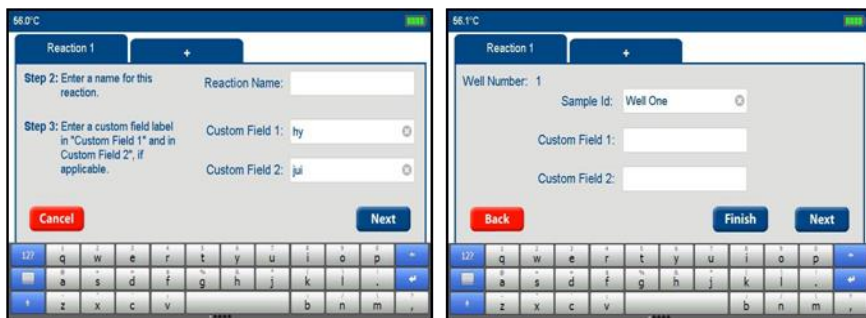 56.0°C
Reaction 1
+
Step 2: Enter a name for this
reaction.
Reaction Name:
Step 3: Enter a custom field label
in "Custom Field 1" and in
Custom Field 2", if
applicable.
Custom Field 1: hy
Custom Field 2: jui
Cancel
Next
12?
q w e r t y u i o p
a s d f g h j k l .
z x c v b n m ,
56.1°C
Reaction 1
+
Well Number: 1
Sample Id: Well One
Custom Field 1:
Custom Field 2:
Back
Finish
Next
12?
q w e r t y u i o p
a s d f g h j k l .
z x c v b n m ,